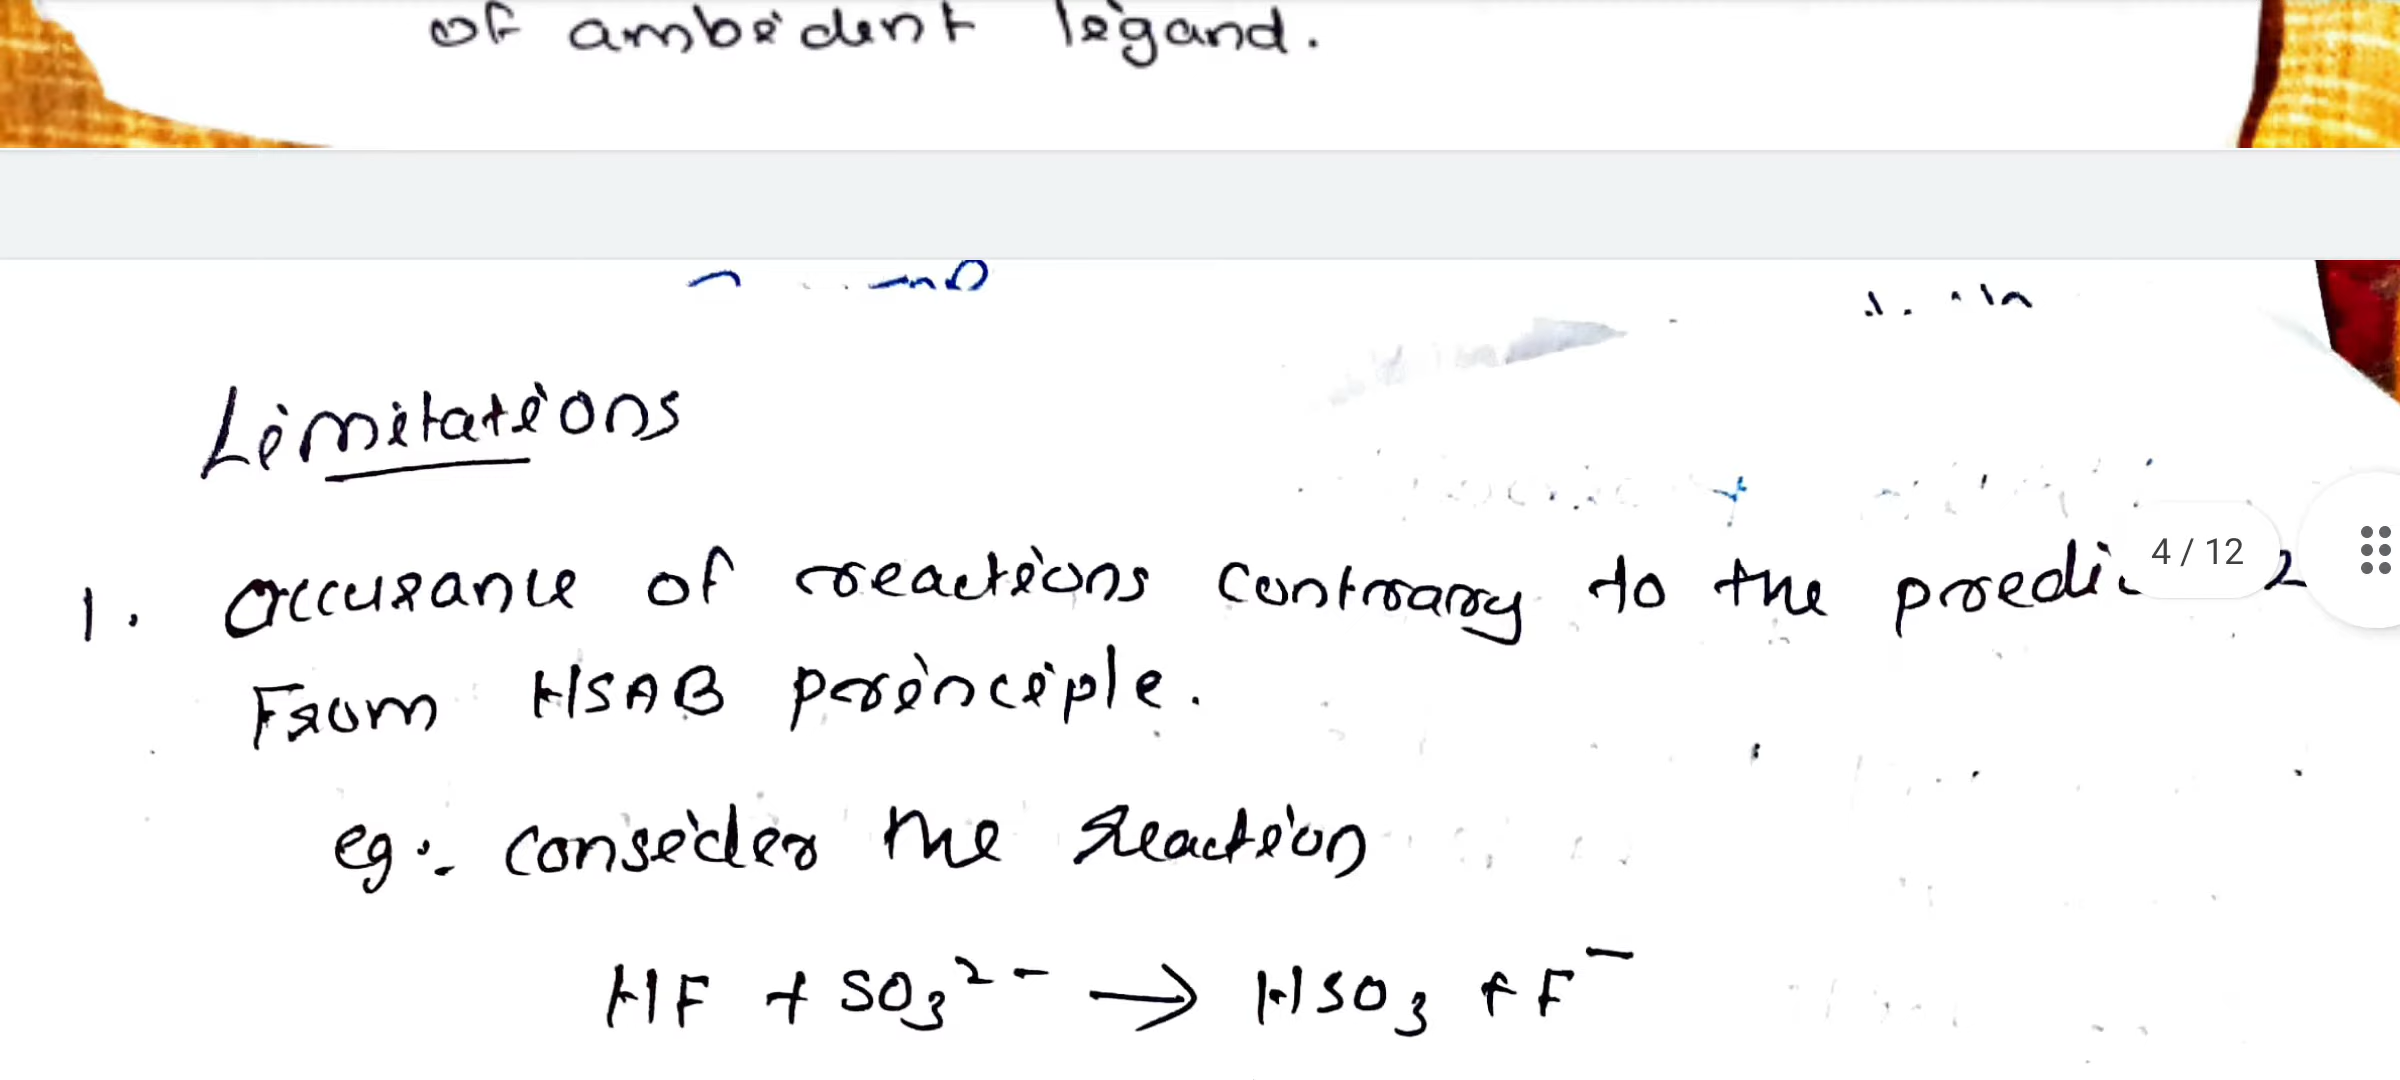 of ambident ligand.
Limitations
1. Occurance of reactions contrary to the
From HSAB principle.
eg:- consider the reaction
HF + SO₃²⁻ → HSO₃ + F⁻
4 / 12